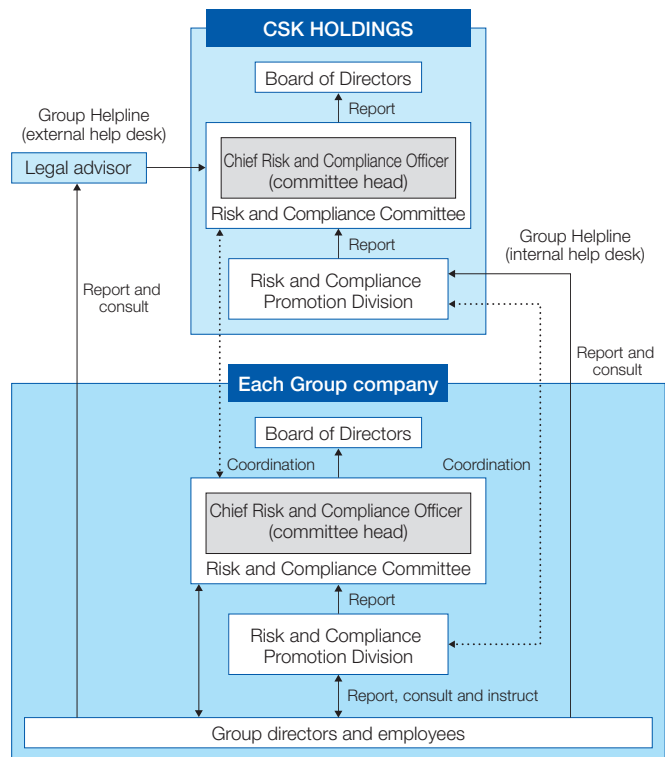 CSK HOLDINGS
Board of Directors
Report
Group Helpline
(external help desk)
Legal advisor
Chief Risk and Compliance Officer
(committee head)
Risk and Compliance Committee
Report
Group Helpline
(internal help desk)
Risk and Compliance
Promotion Division
Report and
consult
Report and
consult
Each Group company
Board of Directors
Coordination
Coordination
Chief Risk and Compliance Officer
(committee head)
Risk and Compliance Committee
Report
Risk and Compliance
Promotion Division
Report, consult and instruct
Group directors and employees